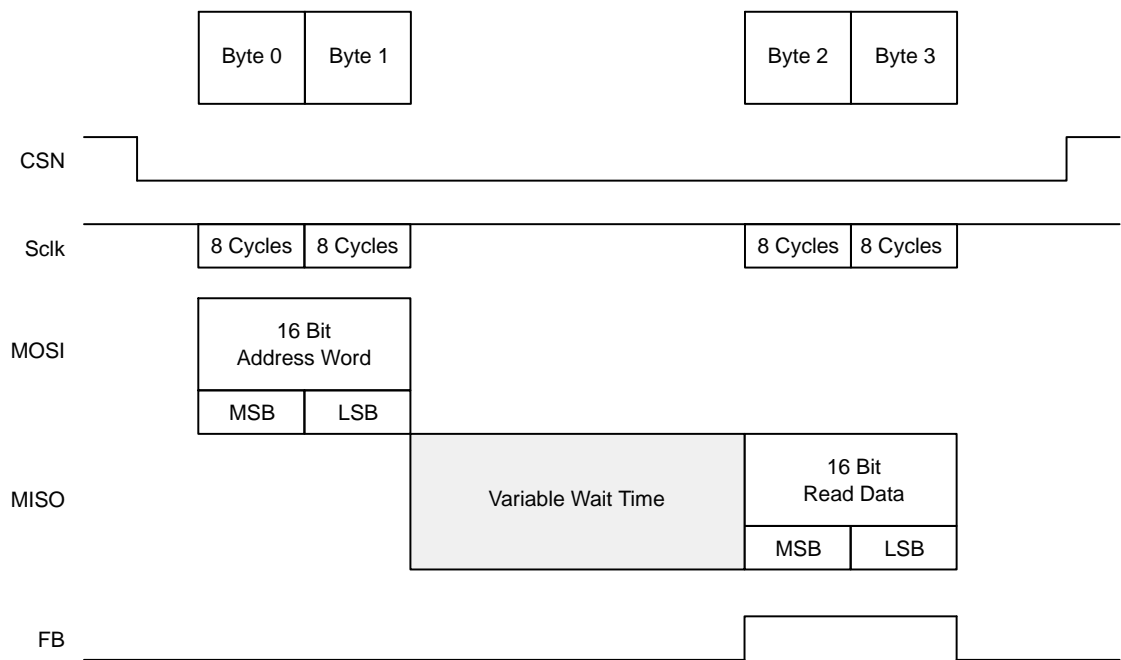 Byte 0 Byte 1 Byte 2 Byte 3
CSN
Sclk 8 Cycles 8 Cycles 8 Cycles 8 Cycles
MOSI
16 Bit
Address Word
MSB LSB
MISO
Variable Wait Time
16 Bit
Read Data
MSB LSB
FB